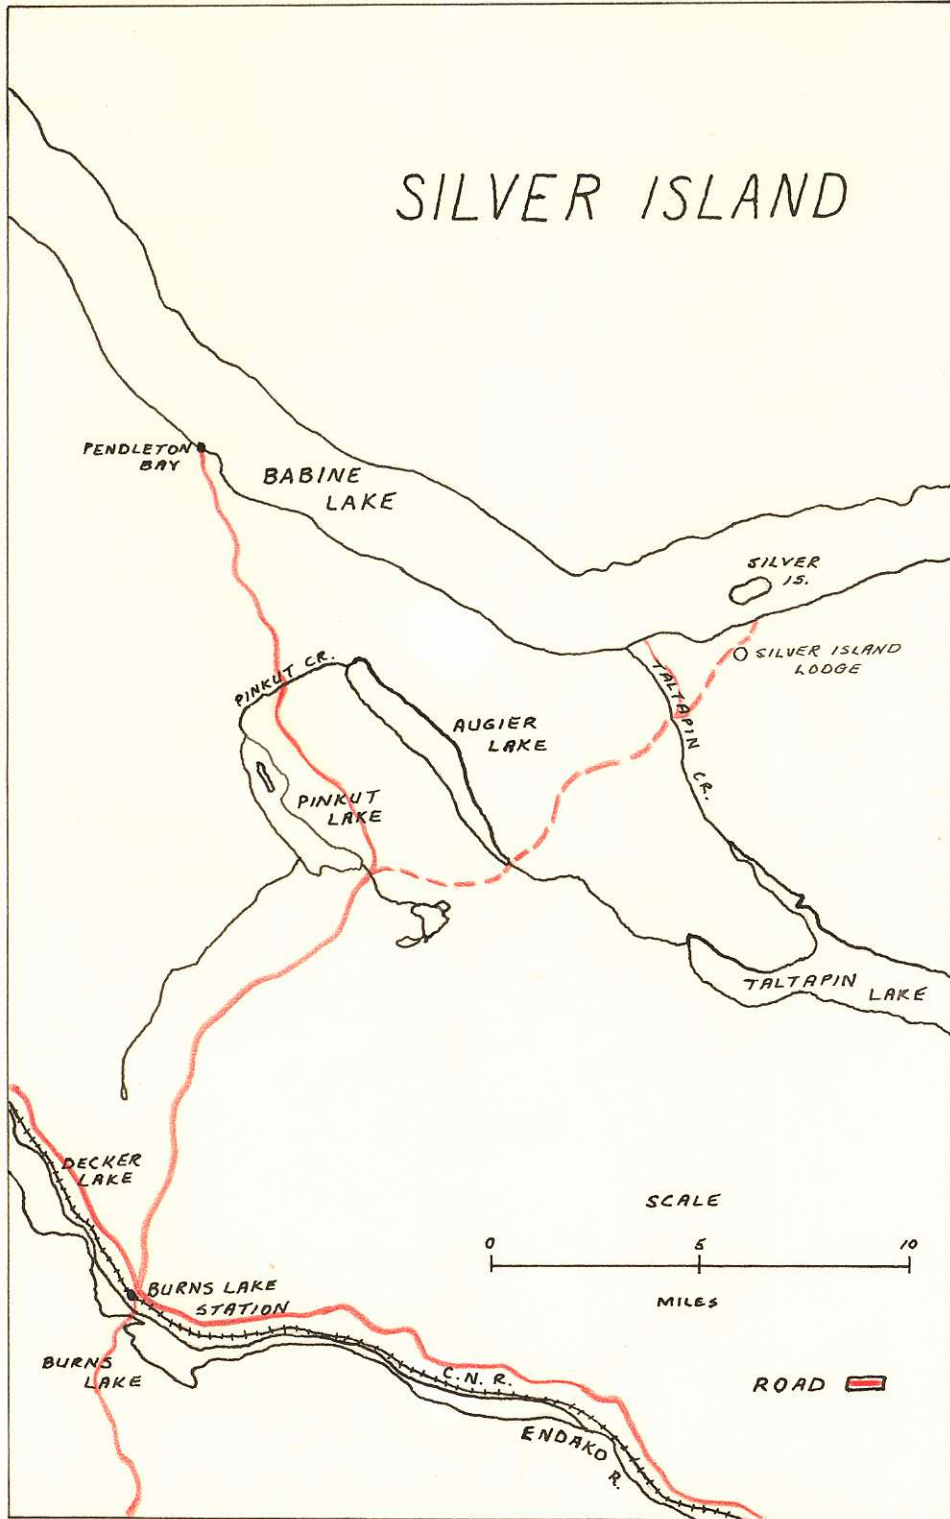 SILVER ISLAND
PENDLETON
BAY
BABINE
LAKE
SILVER
IS.
SILVER ISLAND
LODGE
PINKUT CR.
TALTAPIN CR.
AUGIER
LAKE
PINKUT
LAKE
TALTAPIN LAKE
DECKER
LAKE
SCALE
0 5 10
MILES
BURNS LAKE
STATION
BURNS
LAKE
C.N.R.
ROAD
ENDAKO R.